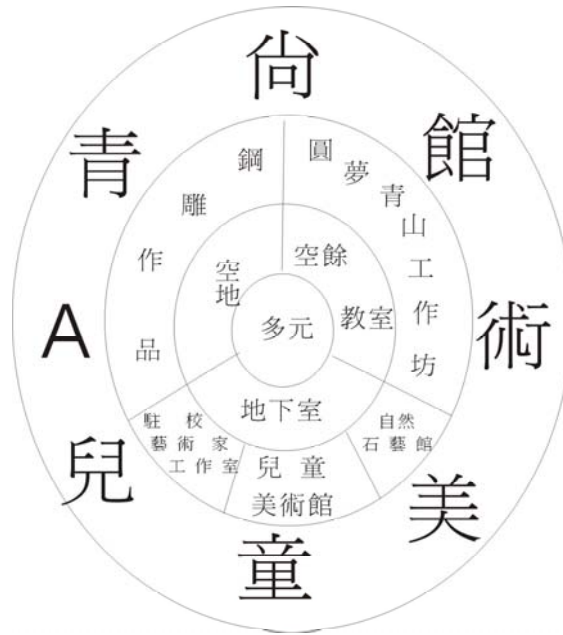 尚
青
A
兒
童
美
術
館
鋼雕作品
圓夢青山工作坊
空地
空餘
教室
多元
地下室
駐校
藝術家
工作室
兒童
美術館
自然
石藝館